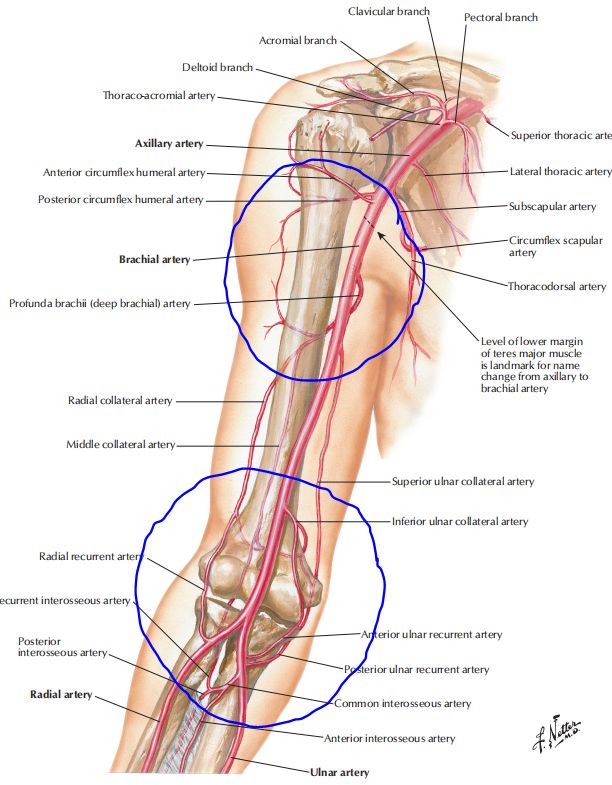 Clavicular branch
Pectoral branch
Acromial branch
Deltoid branch
Thoraco-acromial artery
Superior thoracic arte
Axillary artery
Anterior circumflex humeral artery
Lateral thoracic artery
Posterior circumflex humeral artery
Subscapular artery
Circumflex scapular
artery
Brachial artery
Thoracodorsal artery
Profunda brachii (deep brachial) artery
Level of lower margin
of teres major muscle
is landmark for name
change from axillary to
brachial artery
Radial collateral artery
Middle collateral artery
Superior ulnar collateral artery
Inferior ulnar collateral artery
Radial recurrent artery
ecurrent interosseous artery
Anterior ulnar recurrent artery
Posterior
interosseous artery
Posterior ulnar recurrent artery
Radial artery
Common interosseous artery
Anterior interosseous artery
Ulnar artery
f. Netter
M.D.